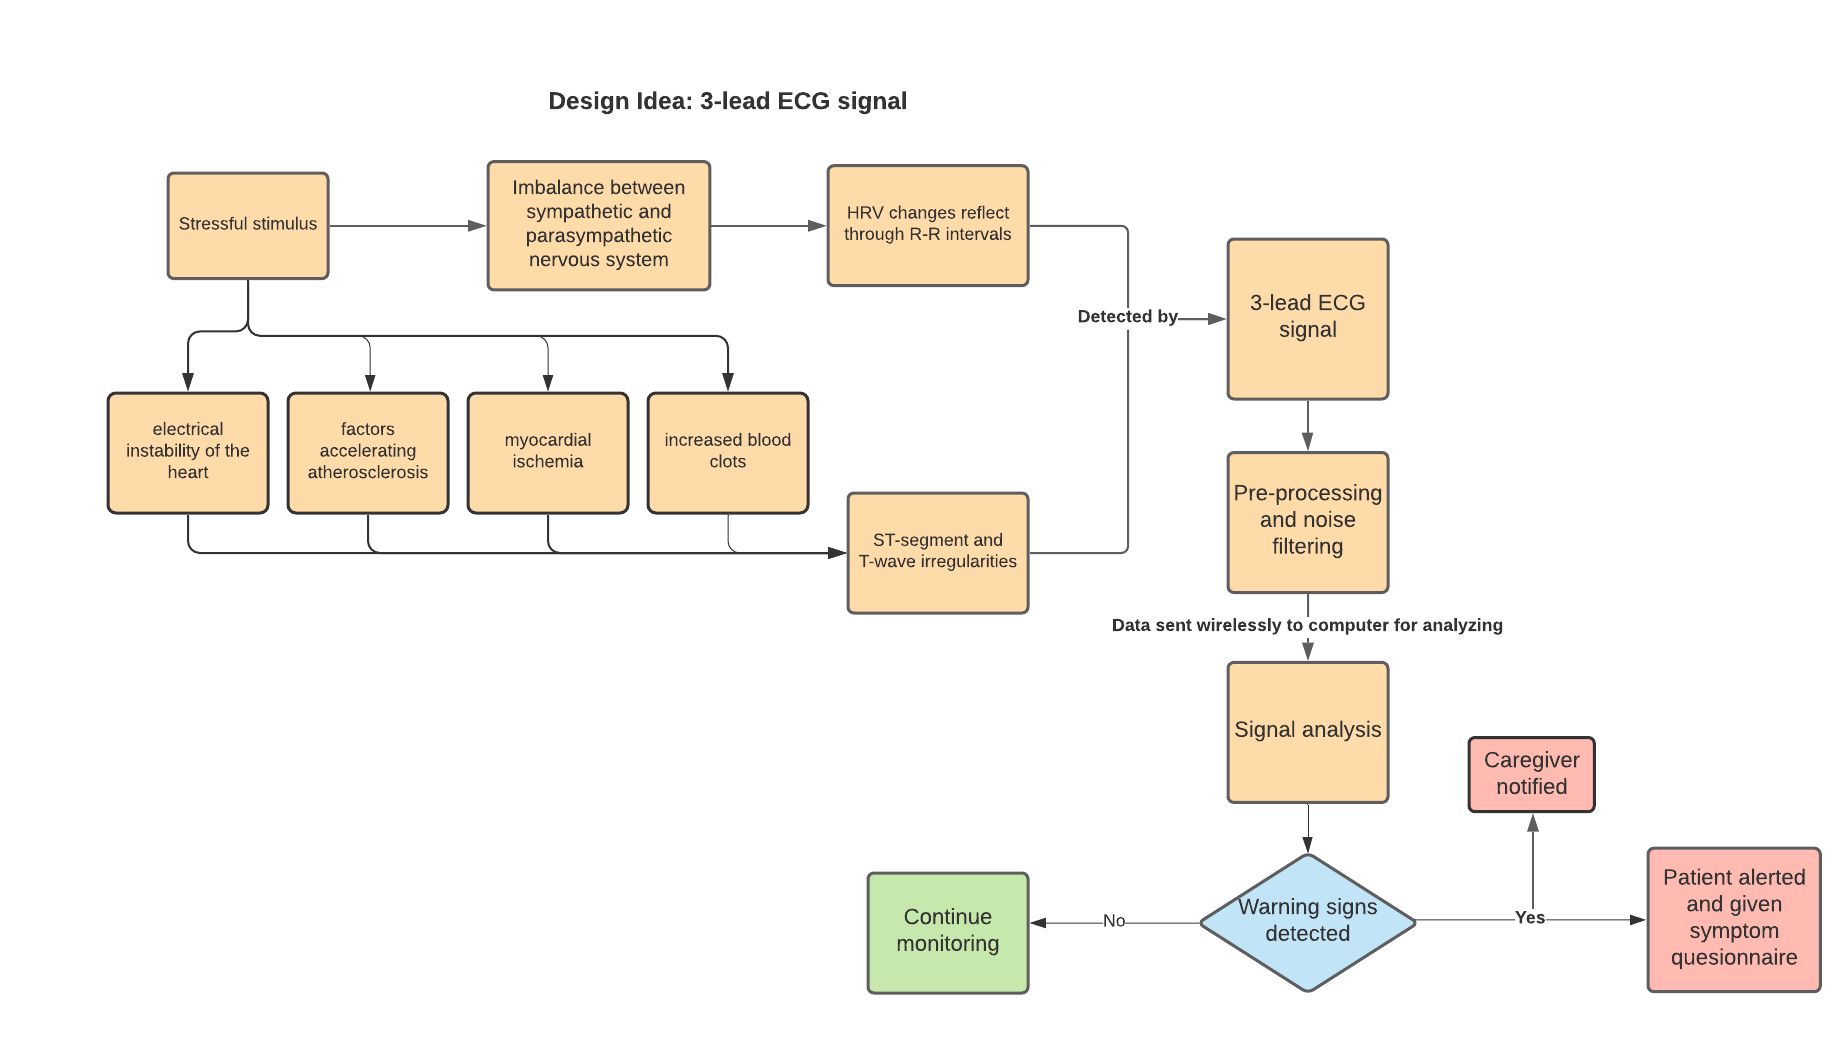 Design Idea: 3-lead ECG signal
Stressful stimulus
Imbalance between
sympathetic and
parasympathetic
nervous system
HRV changes reflect
through R-R intervals
Detected by
3-lead ECG
signal
electrical
instability of the
heart
factors
accelerating
atherosclerosis
myocardial
ischemia
increased blood
clots
ST-segment and
T-wave irregularities
Pre-processing
and noise
filtering
Data sent wirelessly to computer for analyzing
Signal analysis
Caregiver
notified
Warning signs
detected
No
Continue
monitoring
Yes
Patient alerted
and given
symptom
quesionnaire